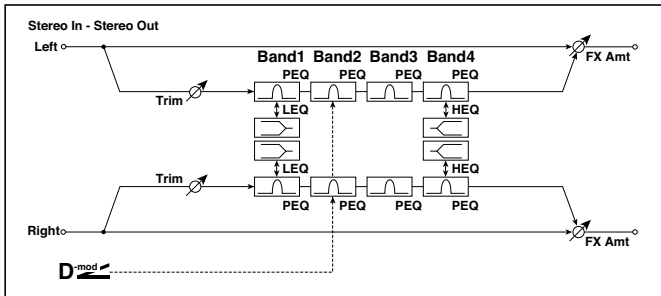 Stereo In - Stereo Out
Left
Band1 Band2 Band3 Band4
FX Amt
PEQ PEQ PEQ PEQ
Trim
LEQ HEQ
LEQ HEQ
Trim
PEQ PEQ PEQ PEQ
Right
FX Amt
D-mod